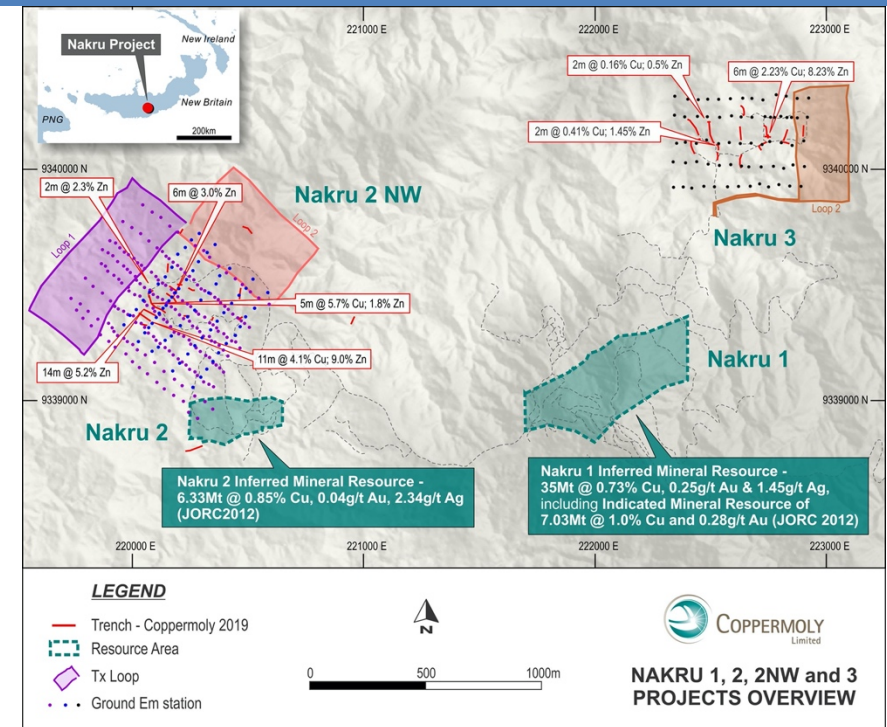 221000 E
222000 E
223000 E
Nakru Project
New Ireland
New Britain
PNG
200km
9340000 N
9340000 N
2m @ 0.16% Cu; 0.5% Zn
6m @ 2.23% Cu; 8.23% Zn
2m @ 0.41% Cu; 1.45% Zn
Loop 2
Nakru 3
2m @ 2.3% Zn
6m @ 3.0% Zn
Nakru 2 NW
Loop 1
Loop 2
5m @ 5.7% Cu; 1.8% Zn
11m @ 4.1% Cu; 9.0% Zn
14m @ 5.2% Zn
Nakru 1
9339000 N
9339000 N
Nakru 2
Nakru 2 Inferred Mineral Resource -
6.33Mt @ 0.85% Cu, 0.04g/t Au, 2.34g/t Ag
(JORC2012)
Nakru 1 Inferred Mineral Resource -
35Mt @ 0.73% Cu, 0.25g/t Au & 1.45g/t Ag,
including Indicated Mineral Resource of
7.03Mt @ 1.0% Cu and 0.28g/t Au (JORC 2012)
220000 E
221000 E
222000 E
223000 E
LEGEND
Trench - Coppermoly 2019
Resource Area
Tx Loop
Ground Em station
N
0
500
1000m
COPPERMOLY
Limited
NAKRU 1, 2, 2NW and 3
PROJECTS OVERVIEW